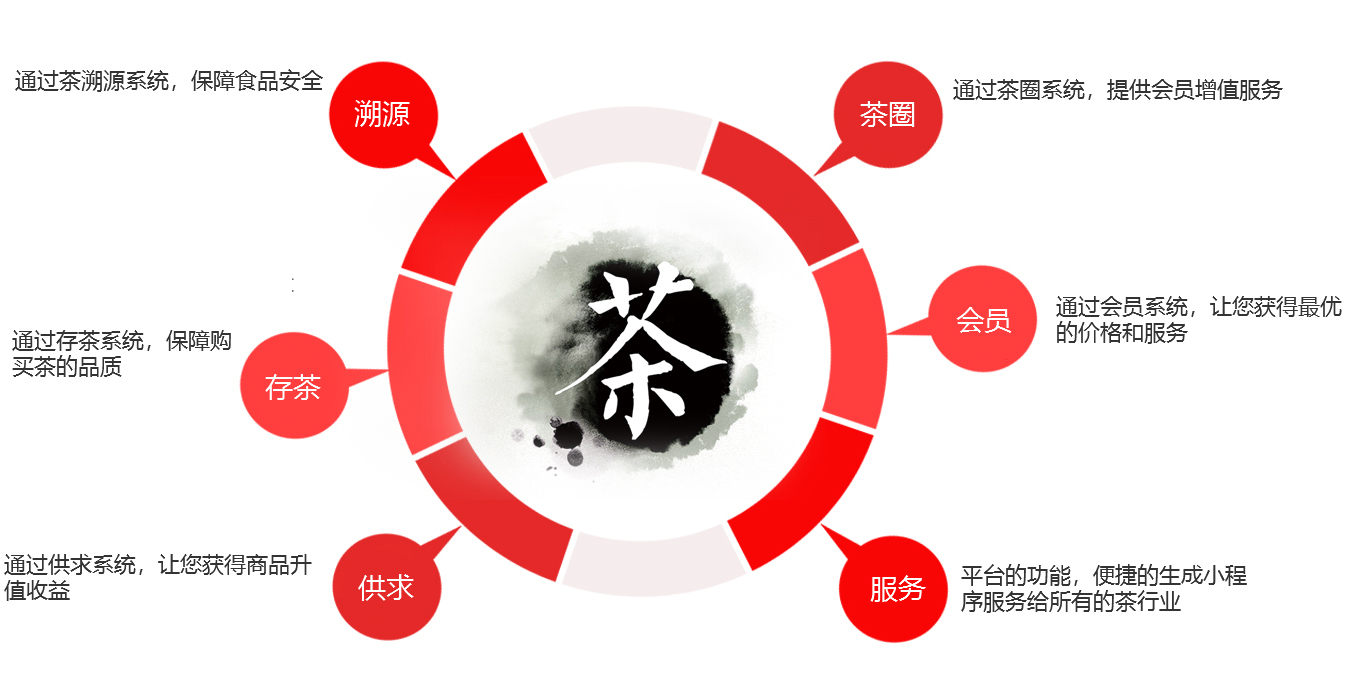 通过茶溯源系统，保障食品安全
溯源
茶圈
通过茶圈系统，提供会员增值服务
茶
通过存茶系统，保障购
买茶的品质
存茶
会员
通过会员系统，让您获得最优
的价格和服务
通过供求系统，让您获得商品升
值收益
供求
服务
平台的功能，便捷的生成小程
序服务给所有的茶行业